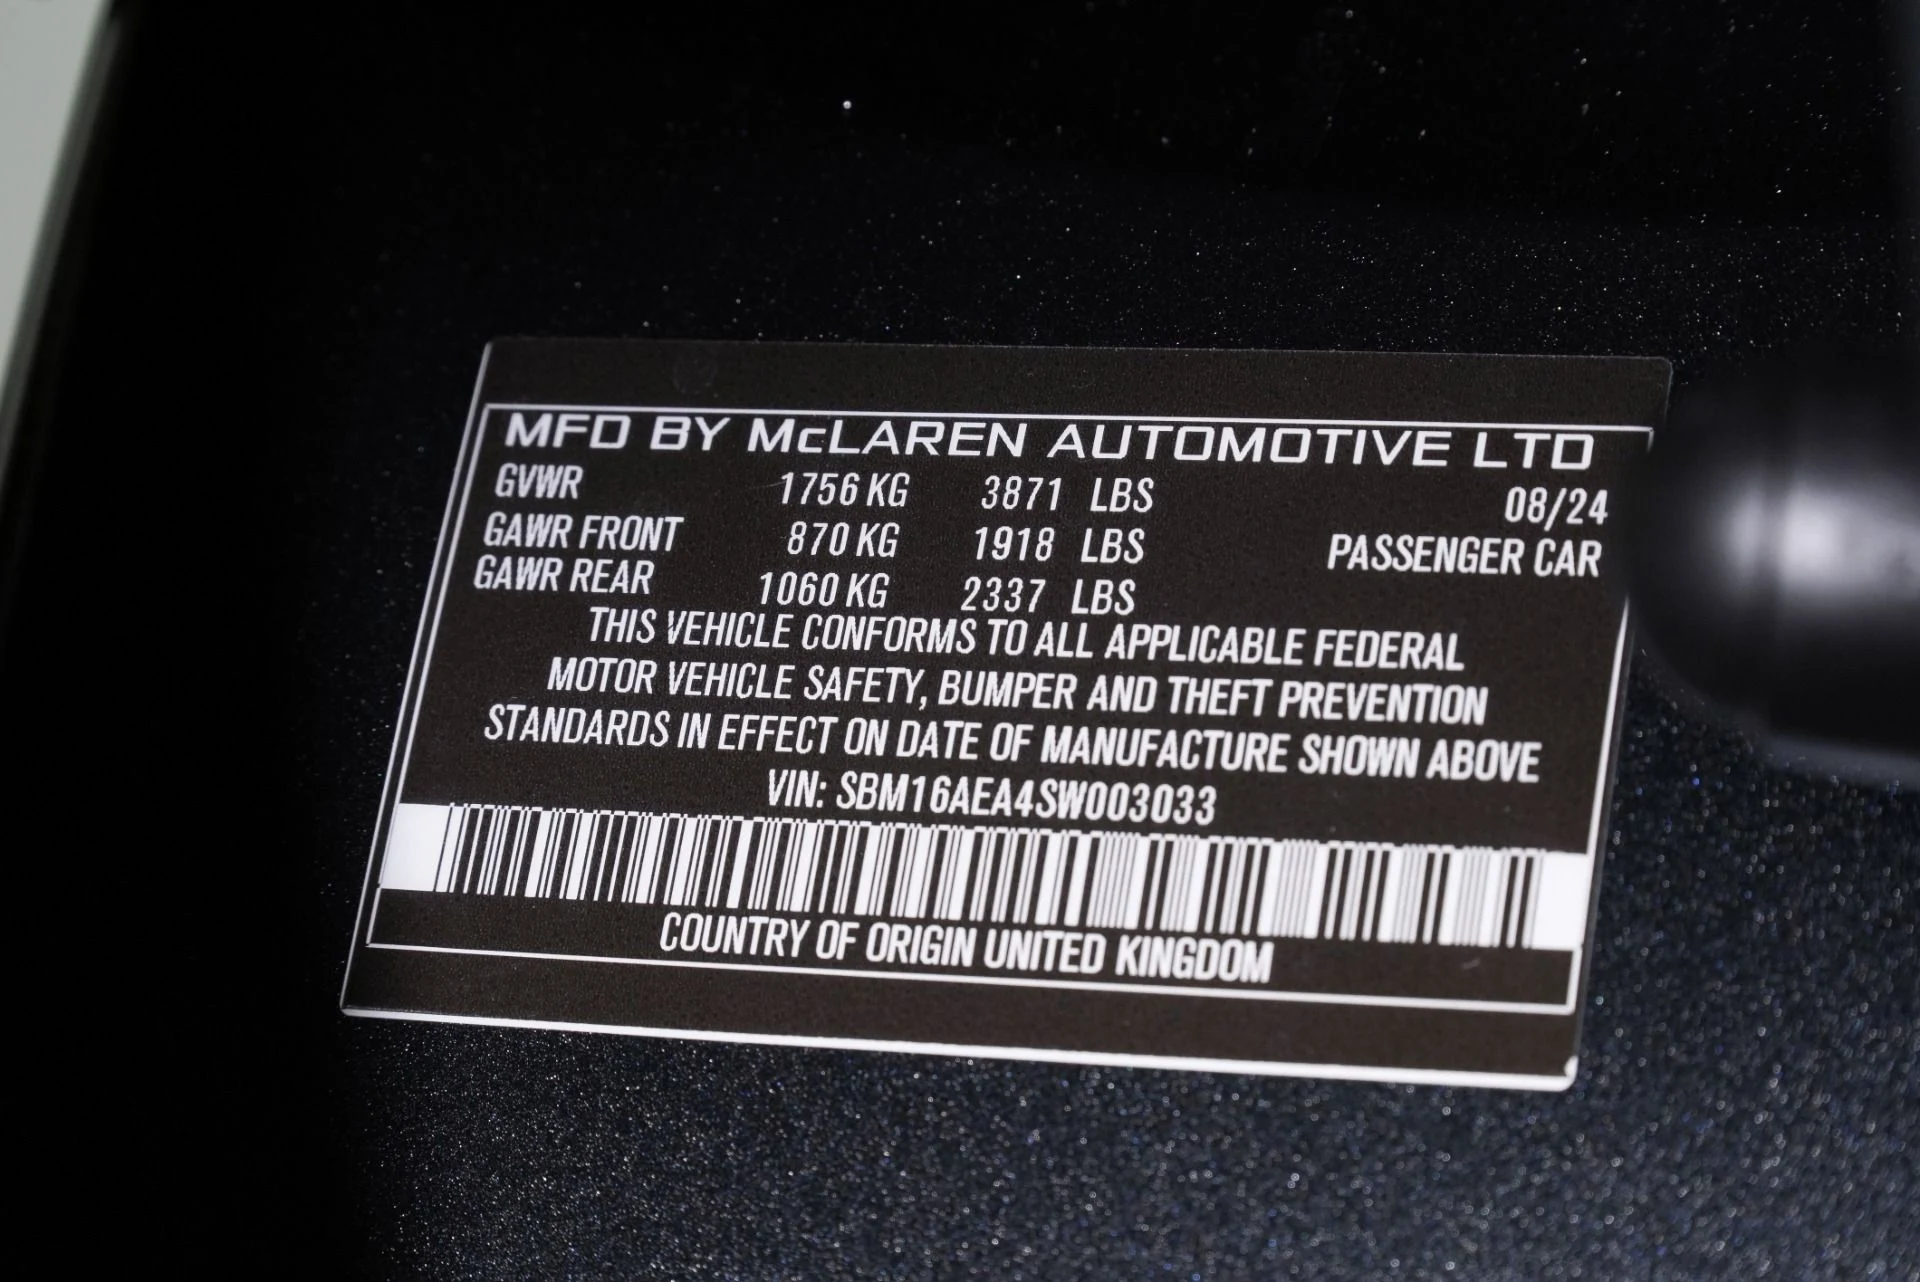 MFD BY McLAREN AUTOMOTIVE LTD
GVWR 1756 KG 3871 LBS 08/24
GAWR FRONT 870 KG 1918 LBS PASSENGER CAR
GAWR REAR 1060 KG 2337 LBS
THIS VEHICLE CONFORMS TO ALL APPLICABLE FEDERAL
MOTOR VEHICLE SAFETY, BUMPER AND THEFT PREVENTION
STANDARDS IN EFFECT ON DATE OF MANUFACTURE SHOWN ABOVE
VIN: SBM16AEA4SW003033
COUNTRY OF ORIGIN UNITED KINGDOM